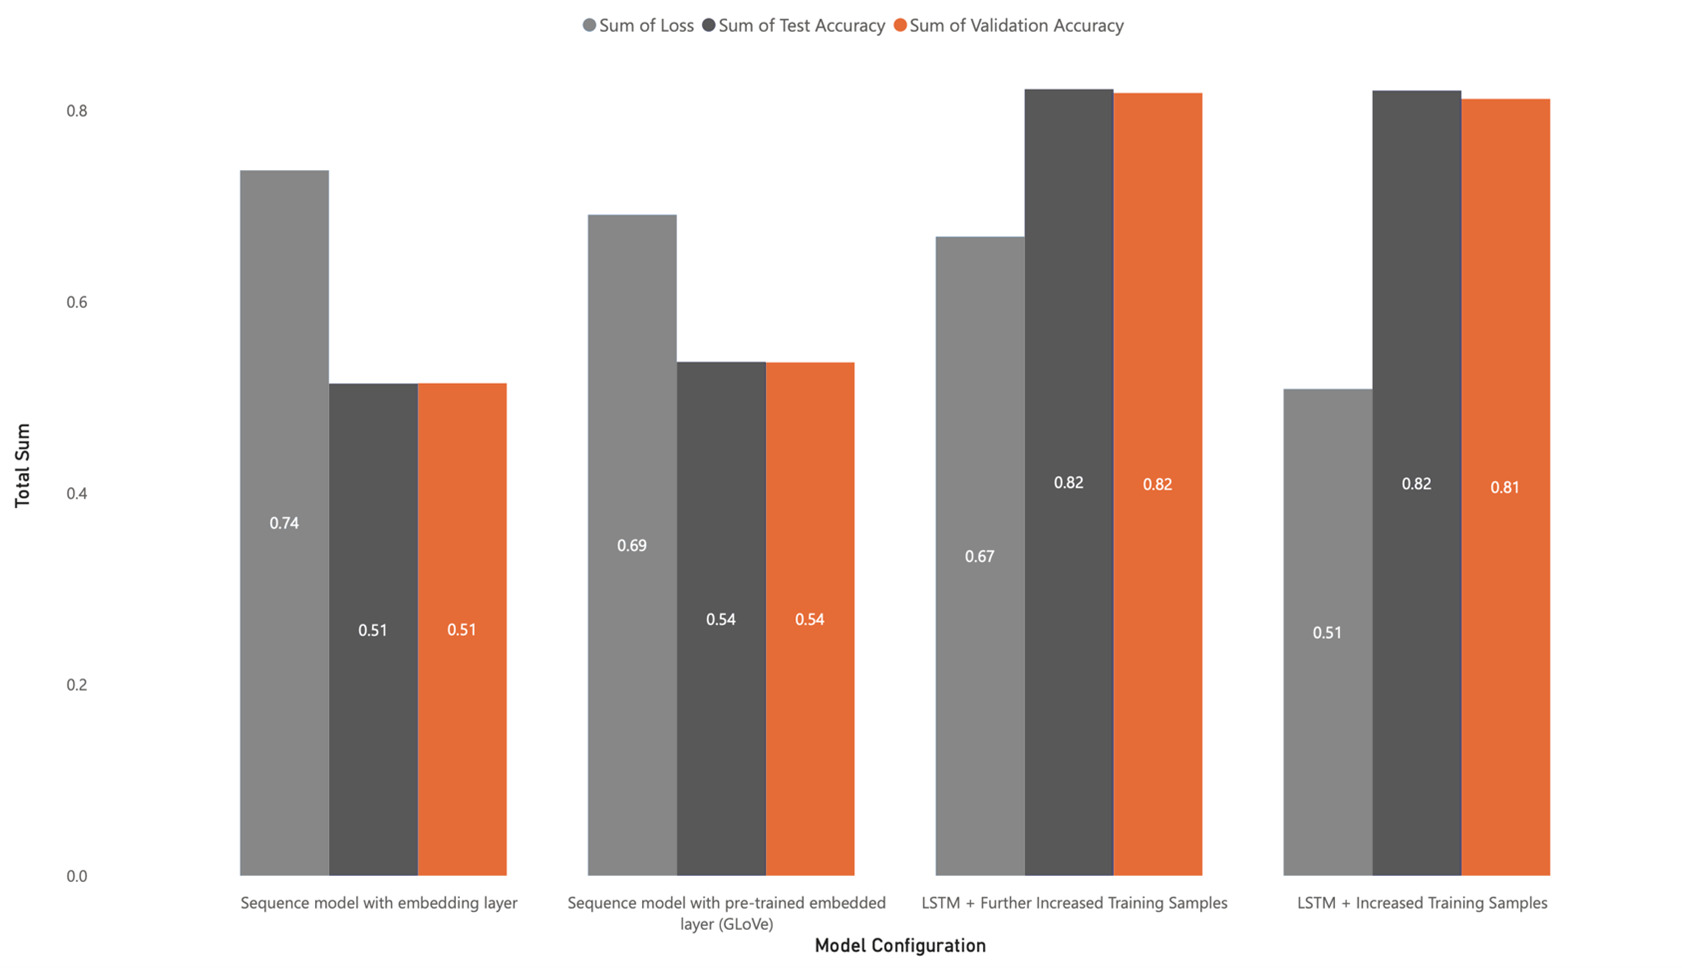 Sum of Loss Sum of Test Accuracy Sum of Validation Accuracy
Total Sum
0.8
0.6
0.4
0.2
0.0
0.74
0.51
0.51
0.69
0.54
0.54
0.67
0.82
0.82
0.51
0.82
0.81
Sequence model with embedding layer
Sequence model with pre-trained embedded
layer (GLoVe)
LSTM + Further Increased Training Samples
LSTM + Increased Training Samples
Model Configuration